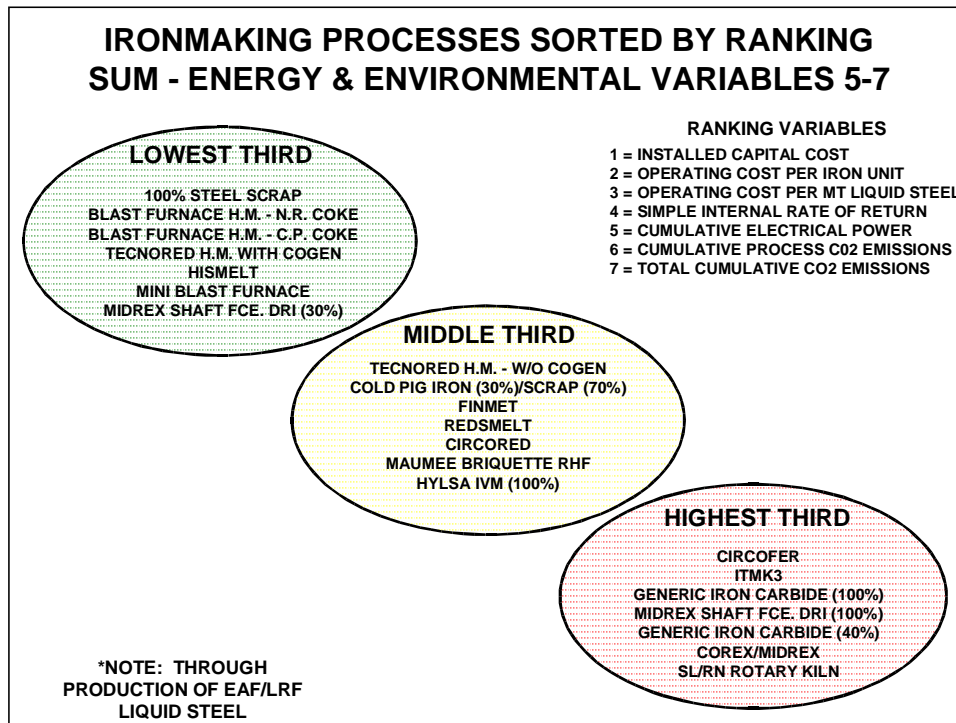 IRONMAKING PROCESSES SORTED BY RANKING
SUM - ENERGY & ENVIRONMENTAL VARIABLES 5-7
RANKING VARIABLES
1 = INSTALLED CAPITAL COST
2 = OPERATING COST PER IRON UNIT
3 = OPERATING COST PER MT LIQUID STEEL
4 = SIMPLE INTERNAL RATE OF RETURN
5 = CUMULATIVE ELECTRICAL POWER
6 = CUMULATIVE PROCESS C02 EMISSIONS
7 = TOTAL CUMULATIVE CO2 EMISSIONS
LOWEST THIRD
100% STEEL SCRAP
BLAST FURNACE H.M. - N.R. COKE
BLAST FURNACE H.M. - C.P. COKE
TECNORED H.M. WITH COGEN
HISMELT
MINI BLAST FURNACE
MIDREX SHAFT FCE. DRI (30%)
MIDDLE THIRD
TECNORED H.M. - W/O COGEN
COLD PIG IRON (30%)/SCRAP (70%)
FINMET
REDSMELT
CIRCORED
MAUMEE BRIQUETTE RHF
HYLSA IVM (100%)
HIGHEST THIRD
CIRCOFER
ITMK3
GENERIC IRON CARBIDE (100%)
MIDREX SHAFT FCE. DRI (100%)
GENERIC IRON CARBIDE (40%)
COREX/MIDREX
SL/RN ROTARY KILN
*NOTE: THROUGH
PRODUCTION OF EAF/LRF
LIQUID STEEL